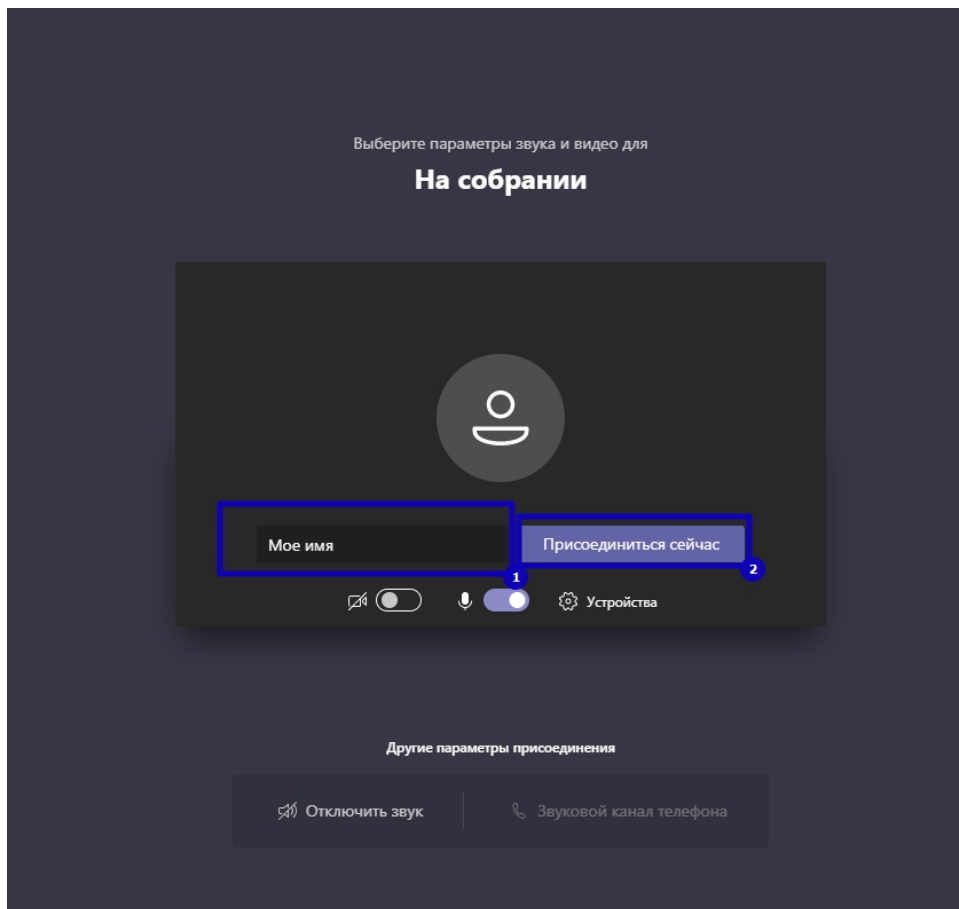 Выберите параметры звука и видео для
На собрании
Мое имя
Присоединиться сейчас
1
2
Устройства
Другие параметры присоединения
Отключить звук
Звуковой канал телефона